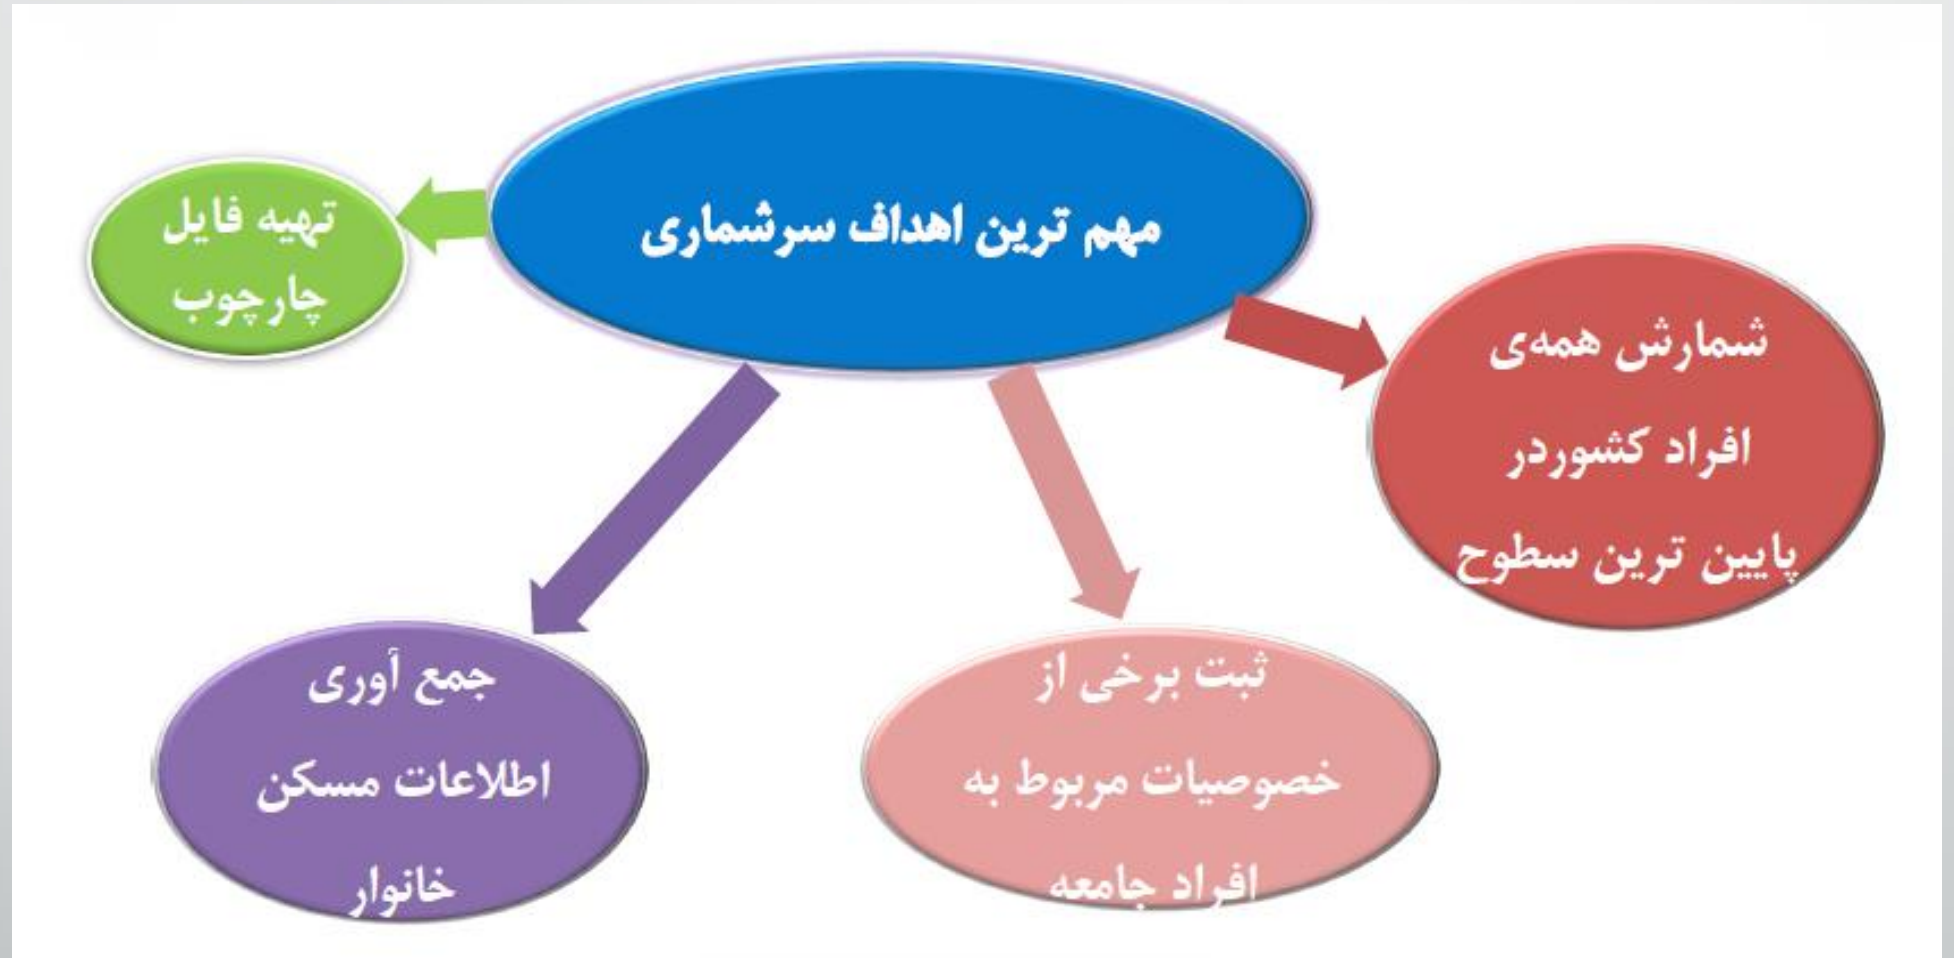 مهم ترین اهداف سرشماری
شمارش همه‌ی
افراد کشوردر
پایین ترین سطوح
ثبت برخی از
خصوصیات مربوط به
افراد جامعه
جمع آوری
اطلاعات مسکن
خانوار
تهیه فایل
چارچوب